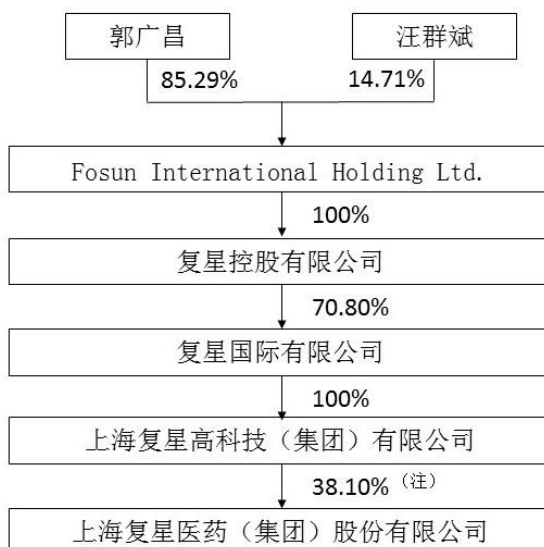 郭广昌
汪群斌
85.29%
14.71%
Fosun International Holding Ltd.
100%
复星控股有限公司
70.80%
复星国际有限公司
100%
上海复星高科技（集团）有限公司
38.10%（注）
上海复星医药（集团）股份有限公司